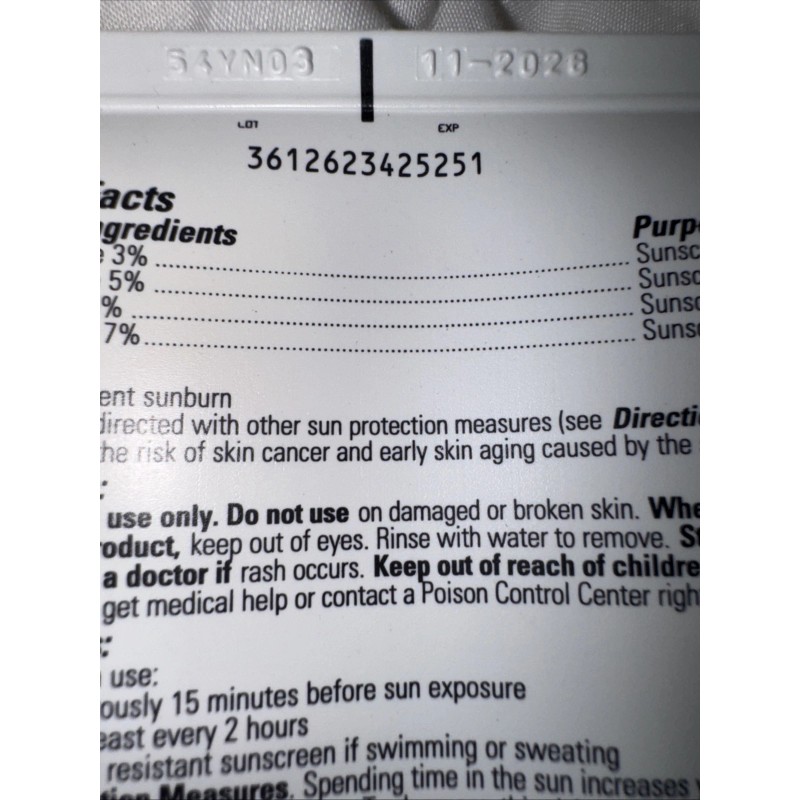 54YN03 11-2026
LOT EXP
3612623425251
acts
gredients Purp
3% Sunsc
5% Sunsc
% Sunsc
7% Sunsc
ent sunburn
directed with other sun protection measures (see Directi
he risk of skin cancer and early skin aging caused by the
:
use only. Do not use on damaged or broken skin. Whe
oduct, keep out of eyes. Rinse with water to remove. St
a doctor if rash occurs. Keep out of reach of childre
get medical help or contact a Poison Control Center righ
:
use:
ously 15 minutes before sun exposure
east every 2 hours
resistant sunscreen if swimming or sweating
tion Measures. Spending time in the sun increases